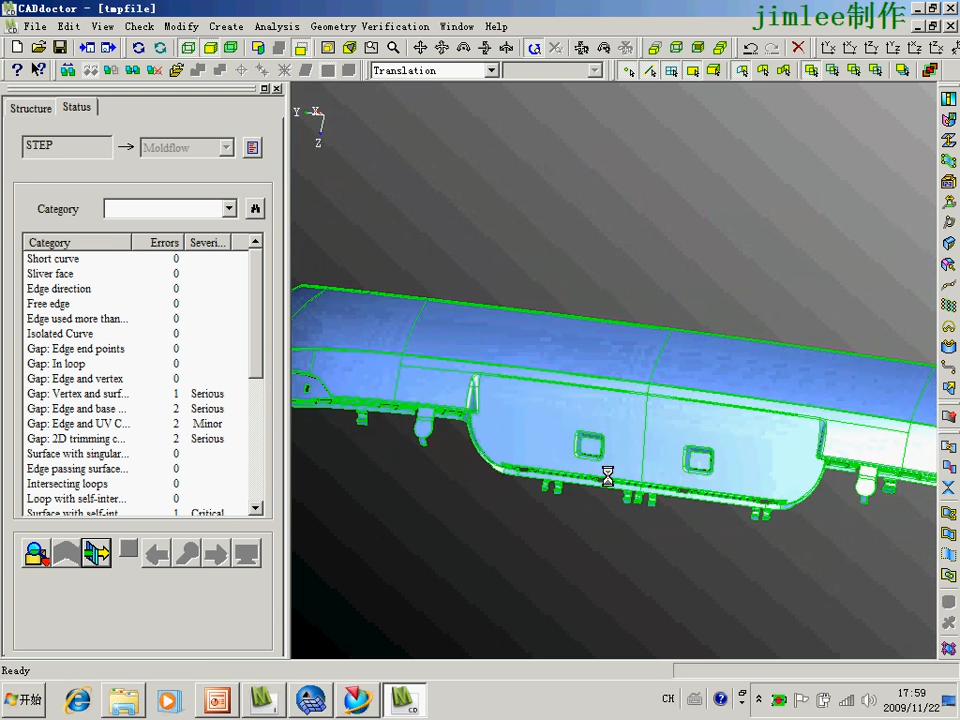 CADdoctor - [tmpfile]
jimlee制作
File Edit View Check Modify Create Analysis Geometry Verification Window Help
Translation
Structure Status
STEP Moldflow
Category
Category Errors Severi...
Short curve 0
Sliver face 0
Edge direction 0
Free edge 0
Edge used more than... 0
Isolated Curve 0
Gap: Edge end points 0
Gap: In loop 0
Gap: Edge and vertex 0
Gap: Vertex and surf... 1 Serious
Gap: Edge and base ... 2 Serious
Gap: Edge and UV C... 2 Minor
Gap: 2D trimming c... 2 Serious
Surface with singular... 0
Edge passing surface... 0
Intersecting loops 0
Loop with self-inter... 0
Surface with self-int... 1 Critical
Y X
Z
Ready
开始
CH
17:59
2009/11/22